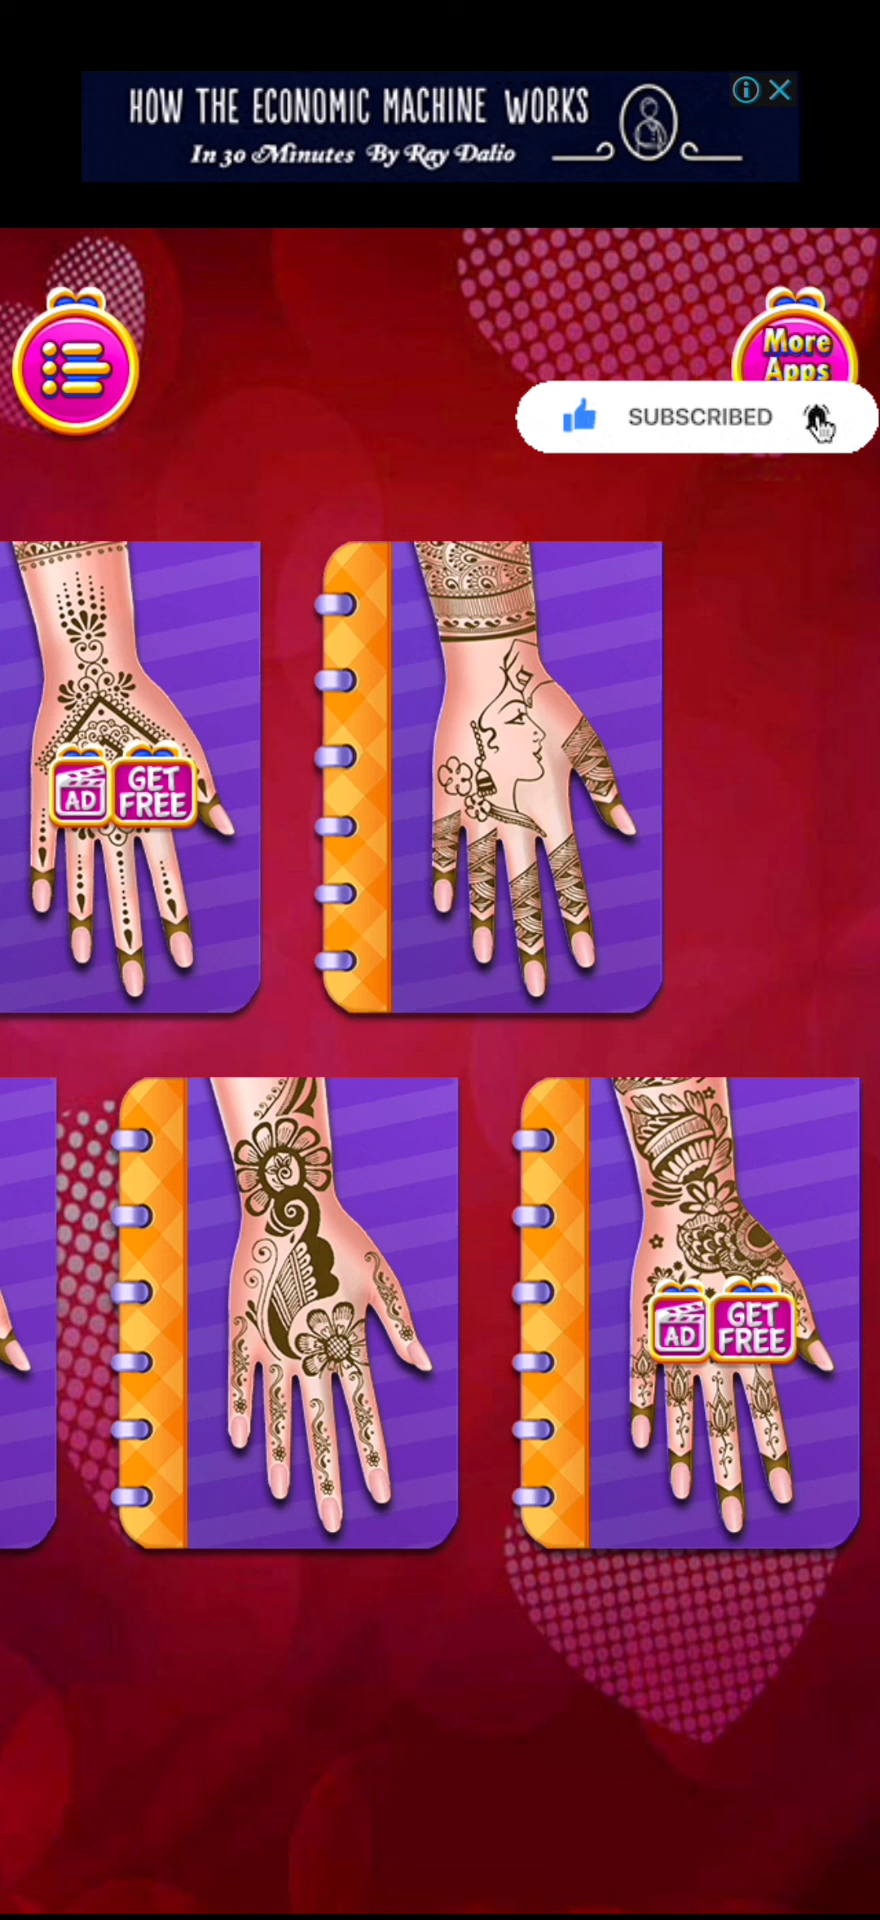 HOW THE ECONOMIC MACHINE WORKS
In 30 Minutes By Ray Dalio
More
Apps
SUBSCRIBED
AD
GET
FREE
AD
GET
FREE